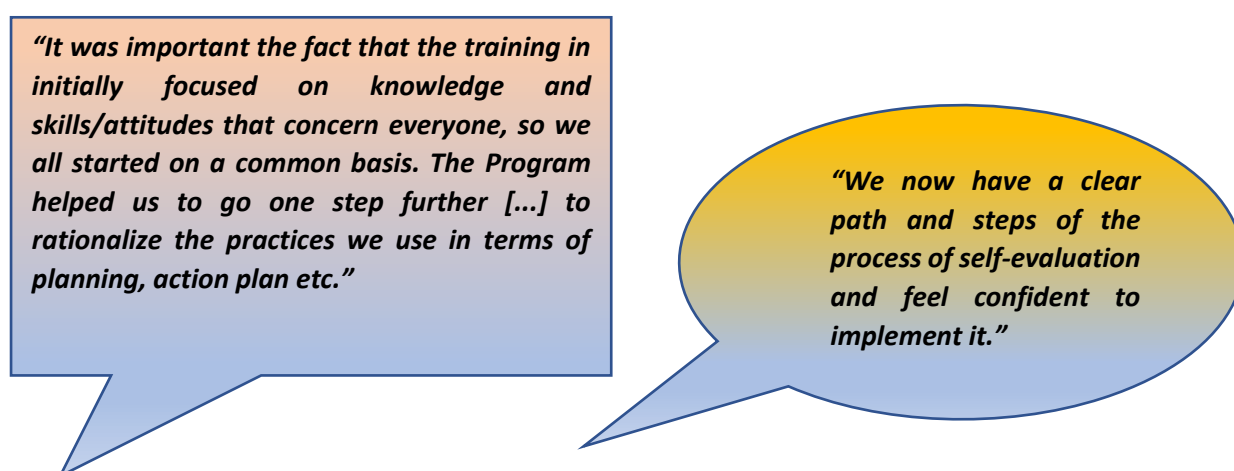 “It was important the fact that the training in
initially focused on knowledge and
skills/attitudes that concern everyone, so we
all started on a common basis. The Program
helped us to go one step further [...] to
rationalize the practices we use in terms of
planning, action plan etc.”
“We now have a clear
path and steps of the
process of self-evaluation
and feel confident to
implement it.”